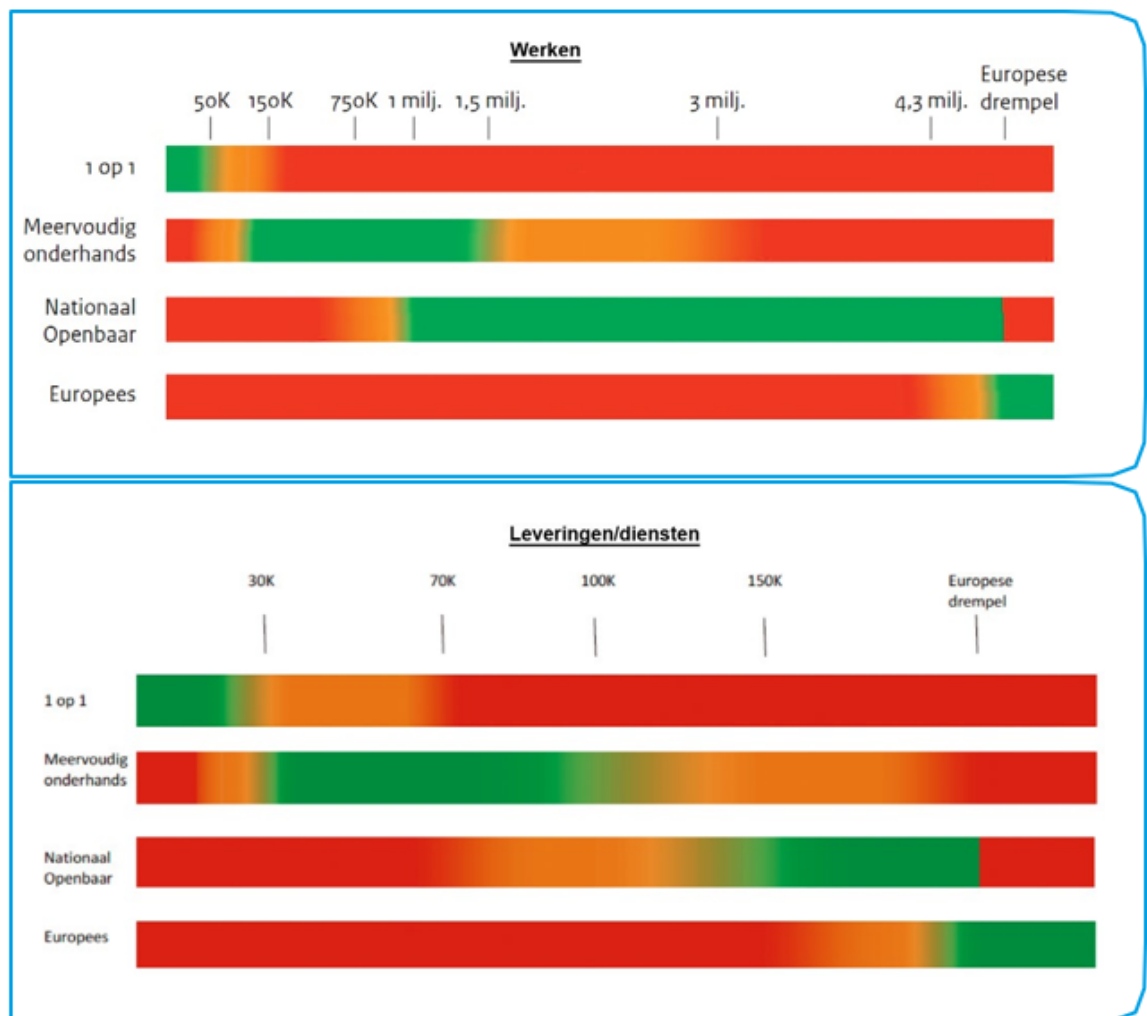 Werken
50K 150K 750K 1 milj. 1,5 milj. 3 milj. 4,3 milj. Europese
drempel
1 op 1
Meervoudig
onderhands
Nationaal
Openbaar
Europees
Leveringen/diensten
30K 70K 100K 150K Europese
drempel
1 op 1
Meervoudig
onderhands
Nationaal
Openbaar
Europees